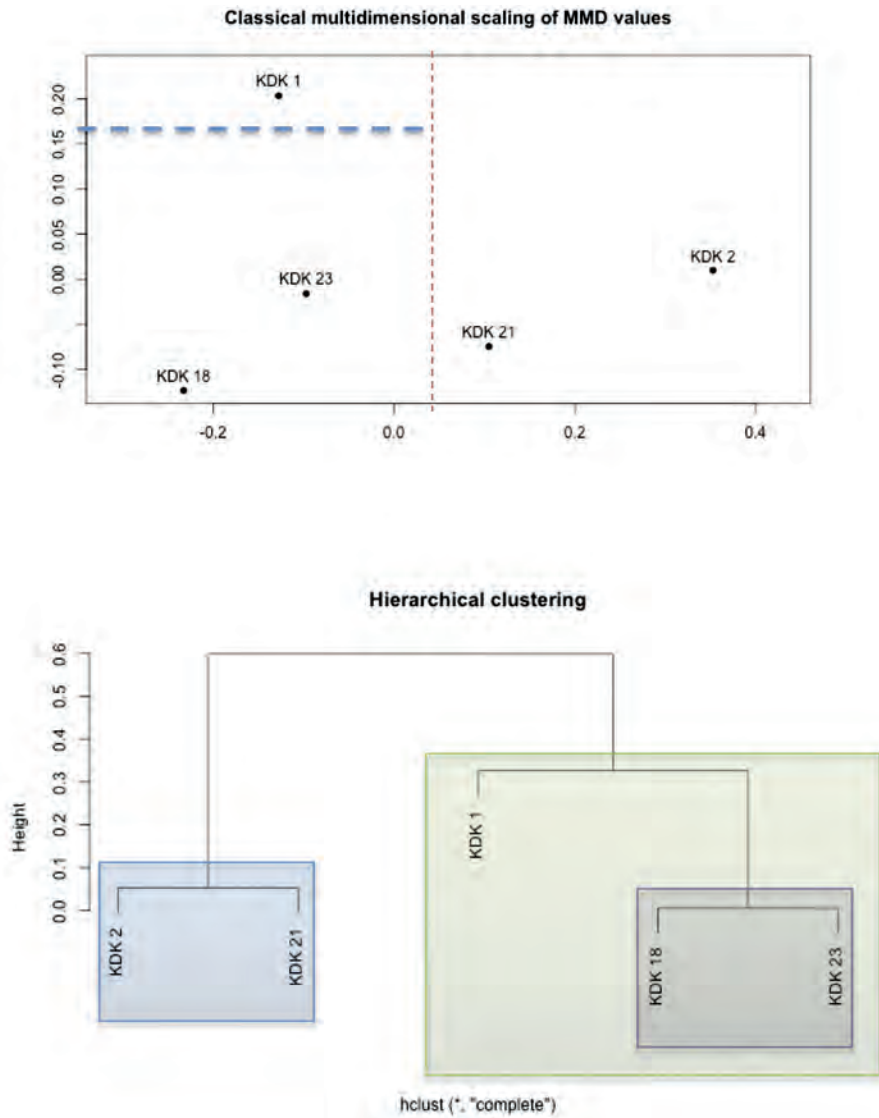 Classical multidimensional scaling of MMD values
0.20
0.15
0.10
0.05
0.00
-0.10
KDK 1
KDK 23
KDK 18
KDK 21
KDK 2
-0.2
0.0
0.2
0.4
Hierarchical clustering
Height
0.6
0.5
0.4
0.3
0.2
0.1
0.0
KDK 2
KDK 21
KDK 1
KDK 18
KDK 23
hclust (*, "complete")